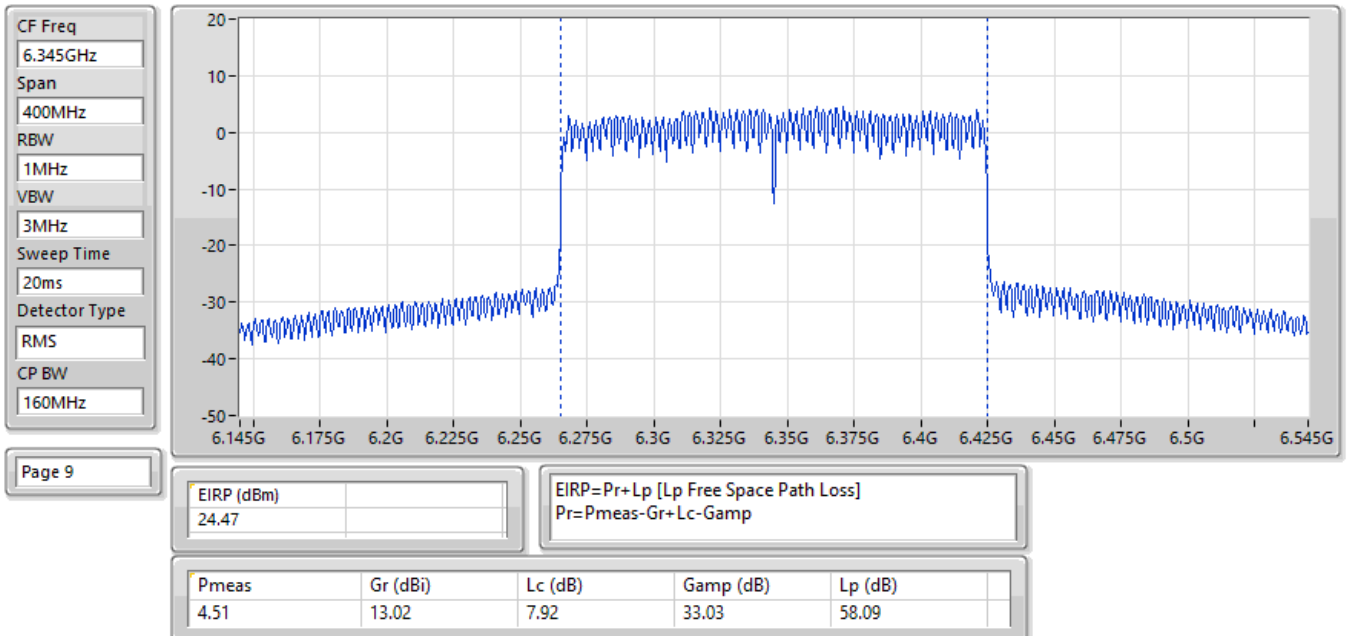 CF Freq
6.345GHz
Span
400MHz
RBW
1MHz
VBW
3MHz
Sweep Time
20ms
Detector Type
RMS
CP BW
160MHz
Page 9
20
10
0
-10
-20
-30
-40
-50
6.145G 6.175G 6.2G 6.225G 6.25G 6.275G 6.3G 6.325G 6.35G 6.375G 6.4G 6.425G 6.45G 6.475G 6.5G 6.545G
EIRP (dBm)
24.47
EIRP=Pr+Lp [Lp Free Space Path Loss]
Pr=Pmeas-Gr+Lc-Gamp
Pmeas Gr (dBi) Lc (dB) Gamp (dB) Lp (dB)
4.51 13.02 7.92 33.03 58.09